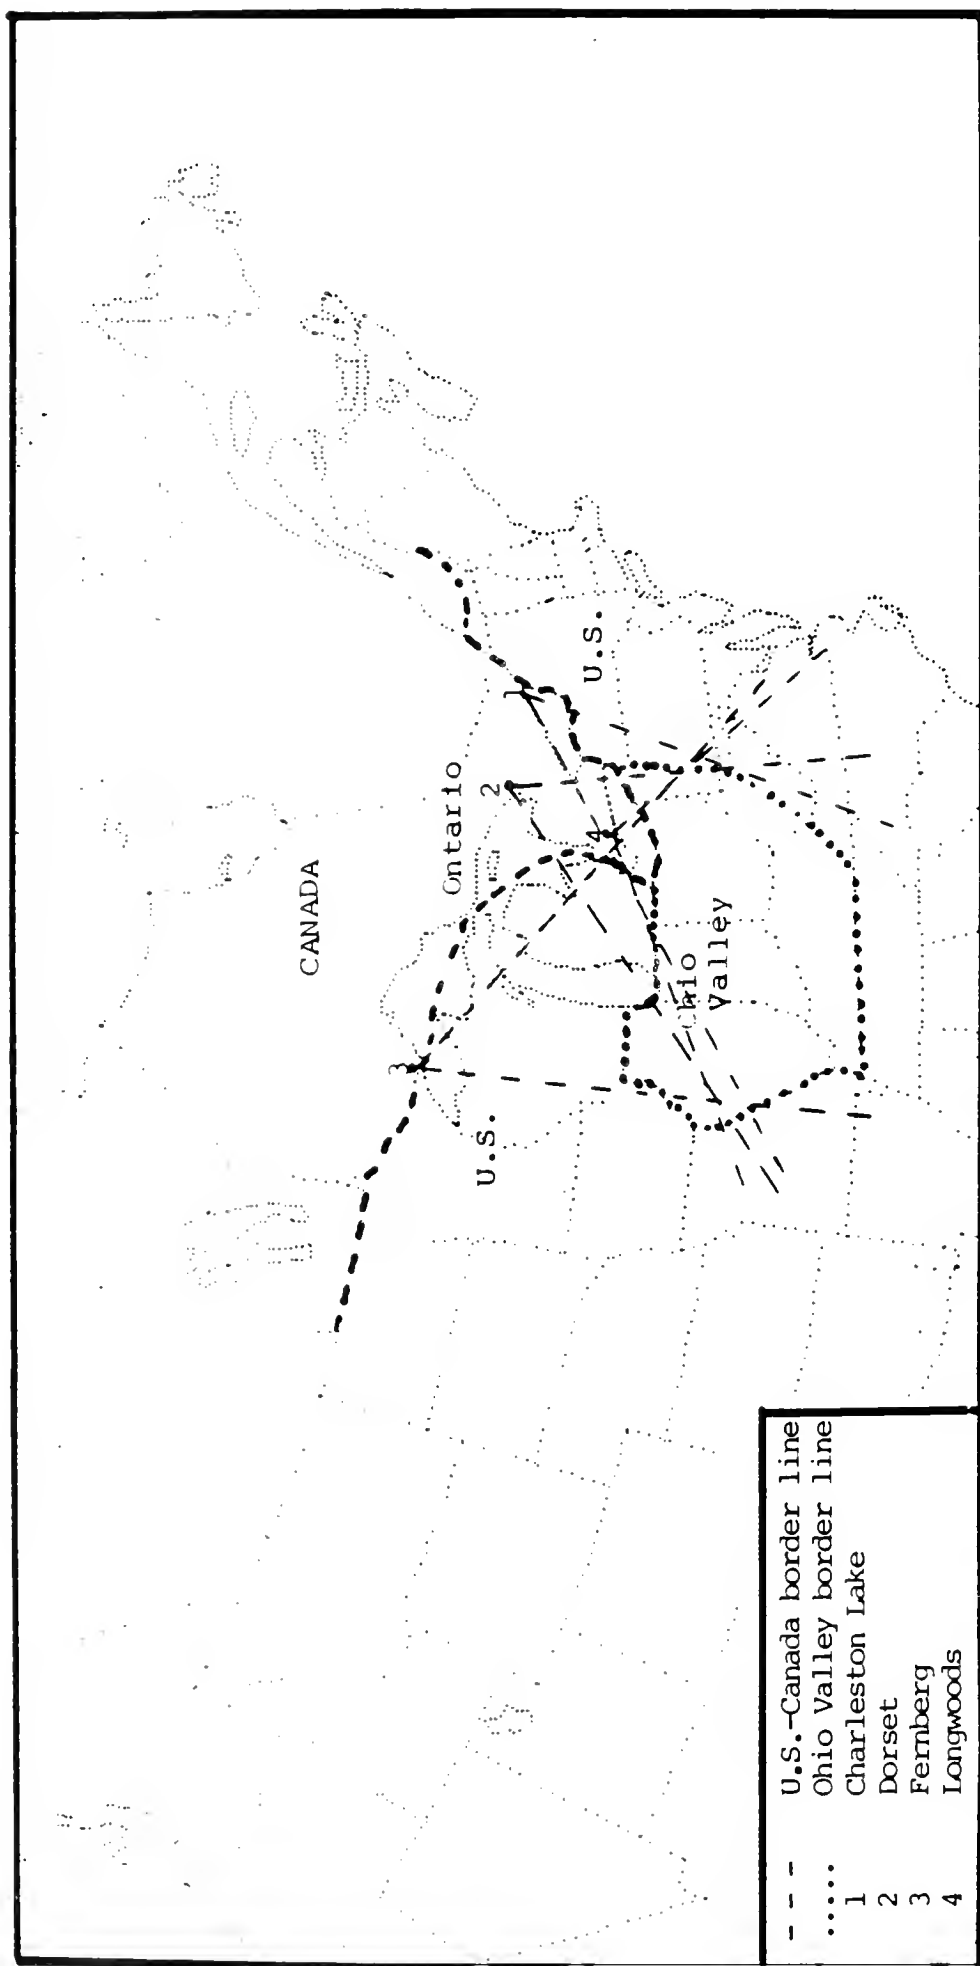 CANADA
Ontario
2
1
3
4
U.S.
U.S.
Ohio
Valley
- - - U.S.-Canada border line
..... Ohio Valley border line
1 Charleston Lake
2 Dorset
3 Fernberg
4 Longwoods